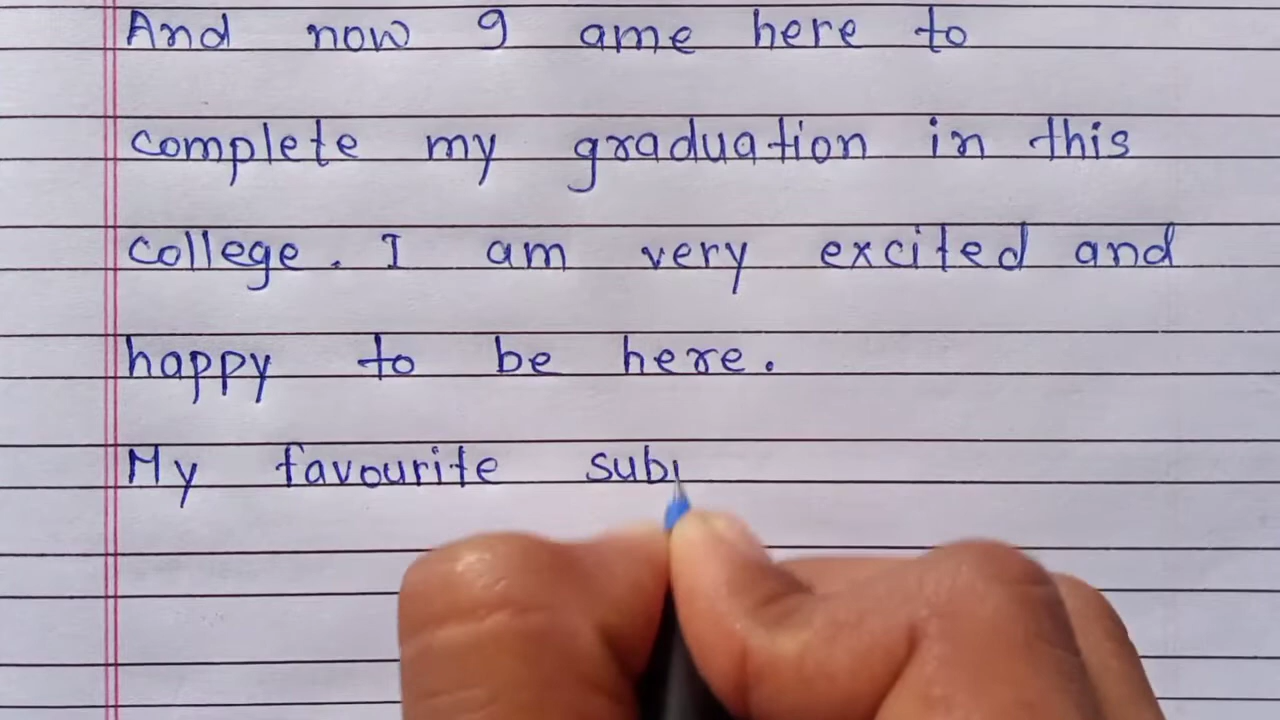 And now I ame here to
complete my graduation in this
college. I am very excited and
happy to be here.
My favourite sub